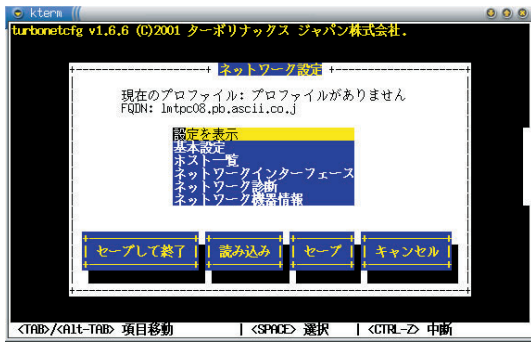 kterm
turbonetcfg v1.6.6 (C)2001 ターボリナックス ジャパン株式会社.
ネットワーク設定
現在のプロファイル: プロファイルがありません
FQDN: lmtpc08.pb.ascii.co.j
設定を表示
基本設定
ホスト一覧
ネットワークインターフェース
ネットワーク診断
ネットワーク機器情報
セーブして終了 読み込み セーブ キャンセル
<TAB>/<Alt-TAB> 項目移動 | <SPACE> 選択 | <CTRL-Z> 中断